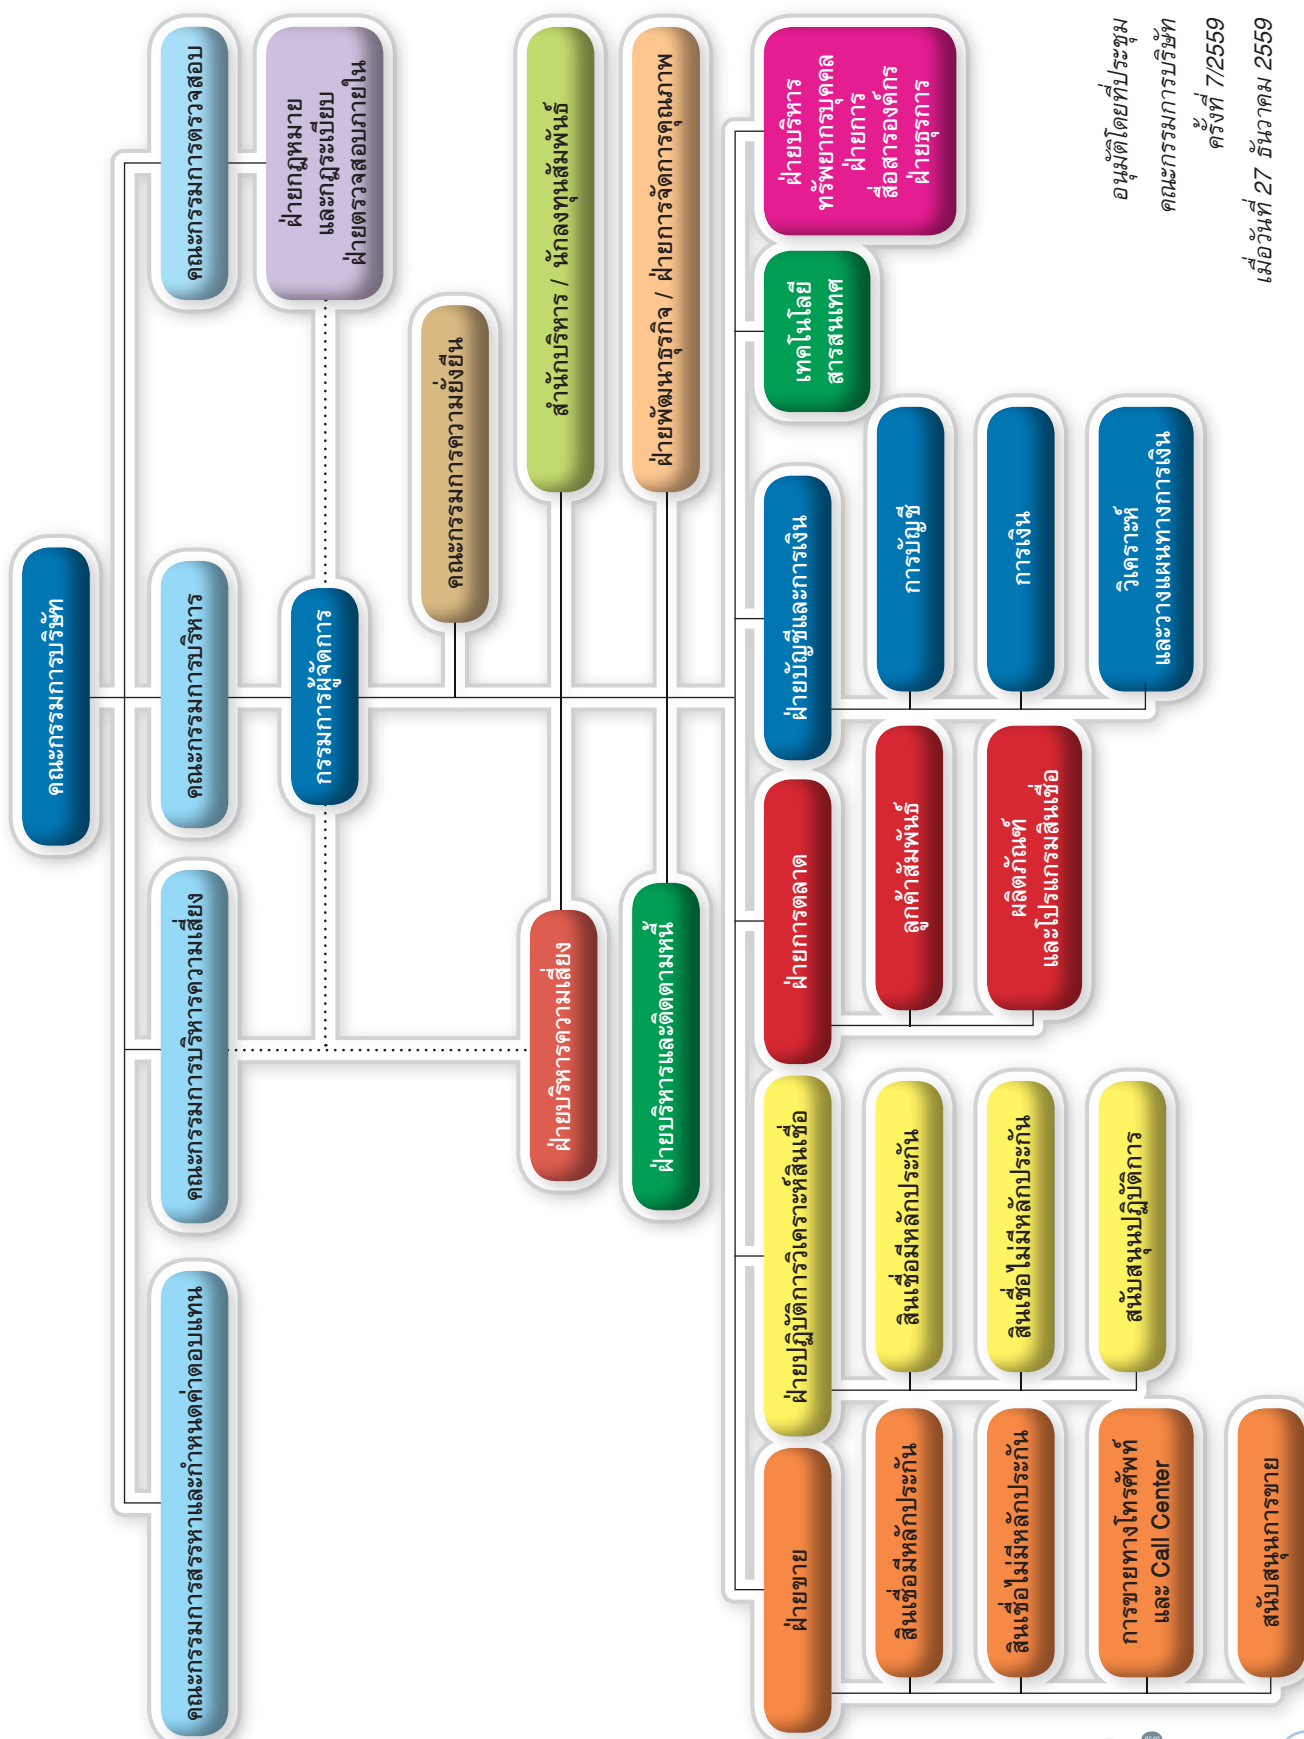 คณะกรรมการบริษัท
คณะกรรมการสรรหาและกำหนดค่าตอบแทน
คณะกรรมการบริหารความเสี่ยง
คณะกรรมการบริหาร
คณะกรรมการตรวจสอบ
กรรมการผู้จัดการ
ฝ่ายกฎหมาย
และกฎระเบียบ
ฝ่ายตรวจสอบภายใน
คณะกรรมการความยั่งยืน
ฝ่ายบริหารความเสี่ยง
สำนักบริหาร / นักลงทุนสัมพันธ์
ฝ่ายบริหารและติดตามหนี้
ฝ่ายพัฒนาธุรกิจ / ฝ่ายการจัดการคุณภาพ
ฝ่ายขาย
สินเชื่อมีหลักประกัน
สินเชื่อไม่มีหลักประกัน
การขายทางโทรศัพท์
และ Call Center
สนับสนุนการขาย
ฝ่ายปฏิบัติการวิเคราะห์สินเชื่อ
สินเชื่อมีหลักประกัน
สินเชื่อไม่มีหลักประกัน
สนับสนุนปฏิบัติการ
ฝ่ายการตลาด
ลูกค้าสัมพันธ์
ผลิตภัณฑ์
และโปรแกรมสินเชื่อ
ฝ่ายบัญชีและการเงิน
การบัญชี
การเงิน
วิเคราะห์
และวางแผนทางการเงิน
เทคโนโลยี
สารสนเทศ
ฝ่ายบริหาร
ทรัพยากรบุคคล
ฝ่ายการ
สื่อสารองค์กร
ฝ่ายธุรการ
อนุมัติโดยที่ประชุม
คณะกรรมการบริษัท
ครั้งที่ 7/2559
เมื่อวันที่ 27 ธันวาคม 2559